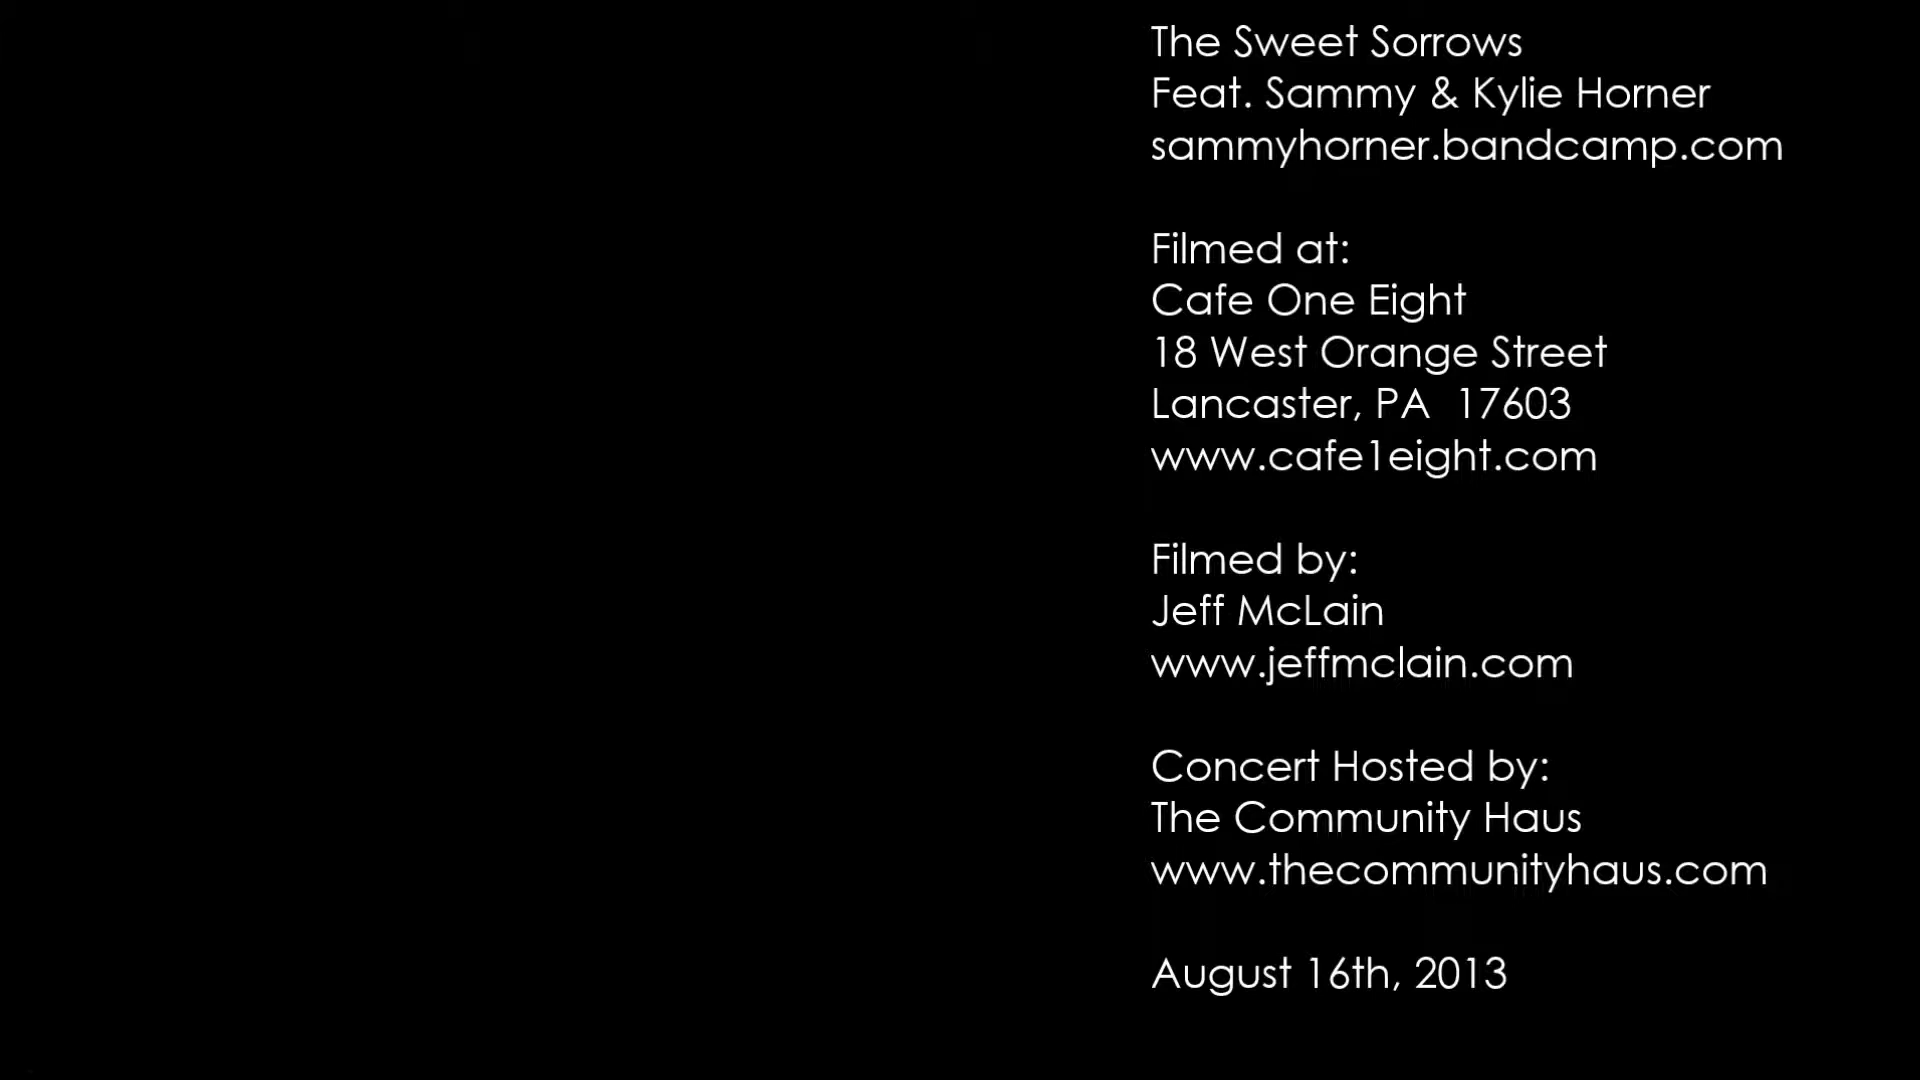 The Sweet Sorrows
Feat. Sammy & Kylie Horner
sammyhorner.bandcamp.com
Filmed at:
Cafe One Eight
18 West Orange Street
Lancaster, PA  17603
www.cafe1eight.com
Filmed by:
Jeff McLain
www.jeffmclain.com
Concert Hosted by:
The Community Haus
www.thecommunityhaus.com
August 16th, 2013